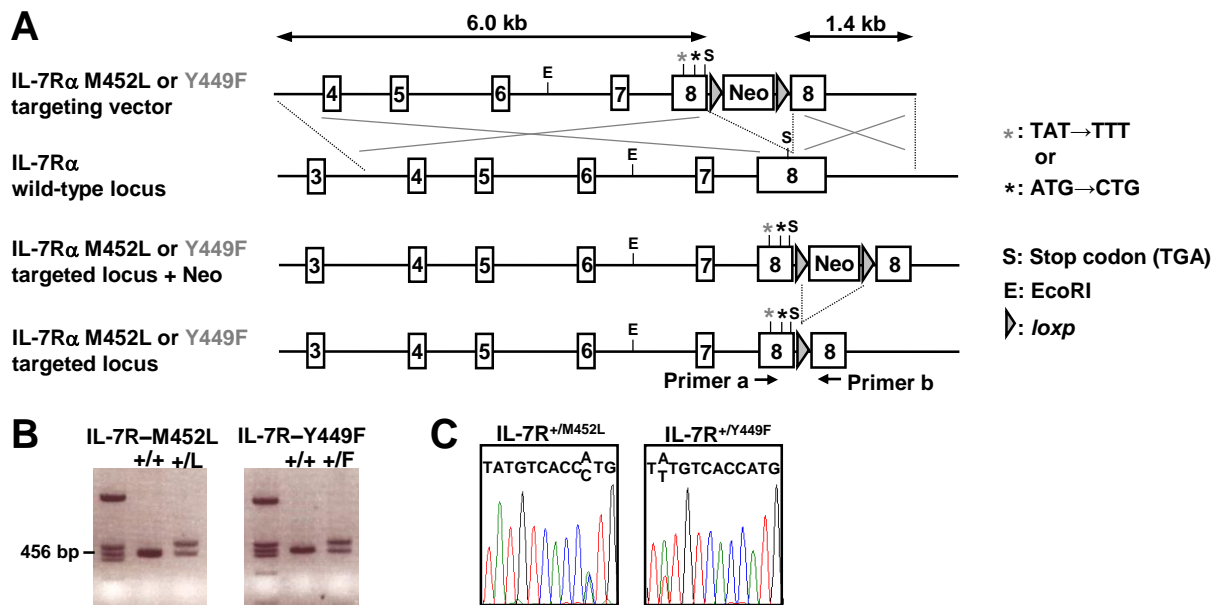 A
6.0 kb
1.4 kb
IL-7Rα M452L or Y449F
targeting vector
4 5 6 E 7 * * S 8 Neo 8
IL-7Rα
wild-type locus
3 4 5 6 E 7 S 8
IL-7Rα M452L or Y449F
targeted locus + Neo
3 4 5 6 E 7 * * S 8 Neo 8
IL-7Rα M452L or Y449F
targeted locus
3 4 5 6 E 7 * * S 8 8
Primer a
Primer b
*: TAT→TTT
or
*: ATG→CTG
S: Stop codon (TGA)
E: EcoRI
: loxp
B
IL-7R–M452L
+/+ +/L
IL-7R–Y449F
+/+ +/F
456 bp
C
IL-7R+/M452L
TATGTCACC A TG
C
IL-7R+/Y449F
T A TGTCACCATG
T